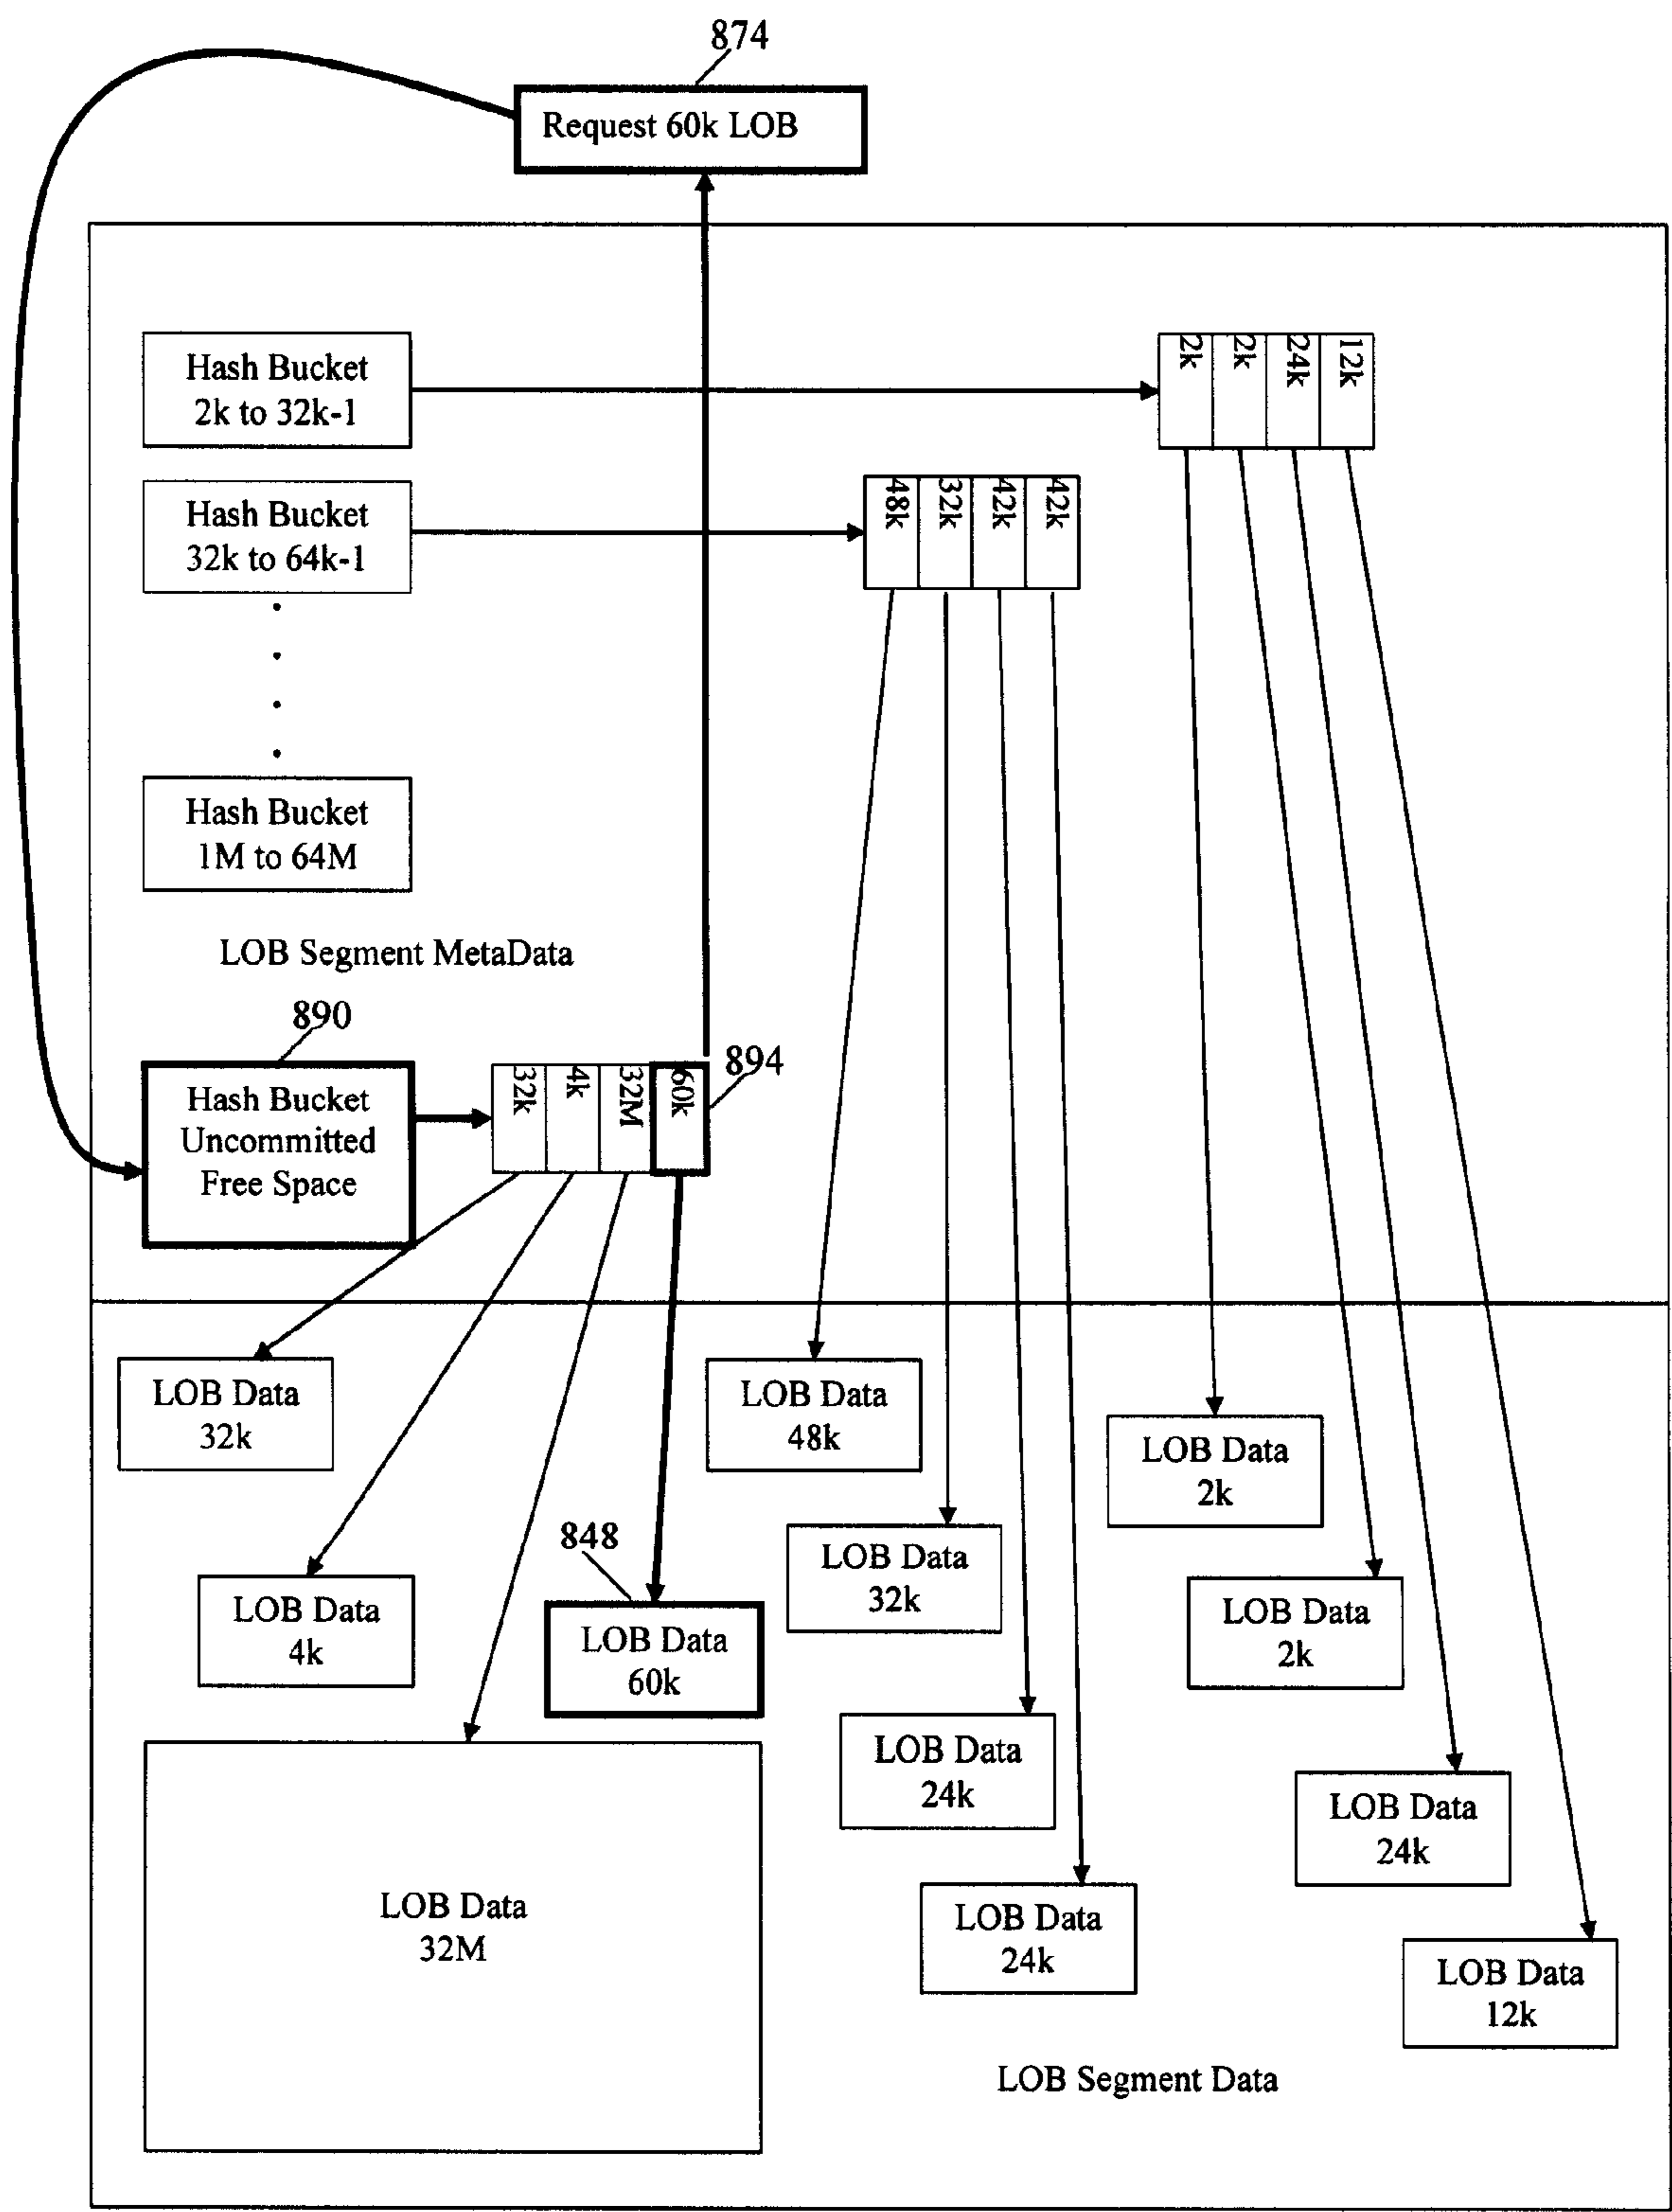 874
Request 60k LOB
Hash Bucket
2k to 32k-1
2k
2k
24k
12k
Hash Bucket
32k to 64k-1
48k
32k
42k
42k
Hash Bucket
1M to 64M
LOB Segment MetaData
890
Hash Bucket
Uncommitted
Free Space
32k
4k
32M
60k
894
LOB Data
32k
LOB Data
48k
LOB Data
2k
848
LOB Data
4k
LOB Data
60k
LOB Data
32k
LOB Data
2k
LOB Data
24k
LOB Data
24k
LOB Data
32M
LOB Data
24k
LOB Data
12k
LOB Segment Data